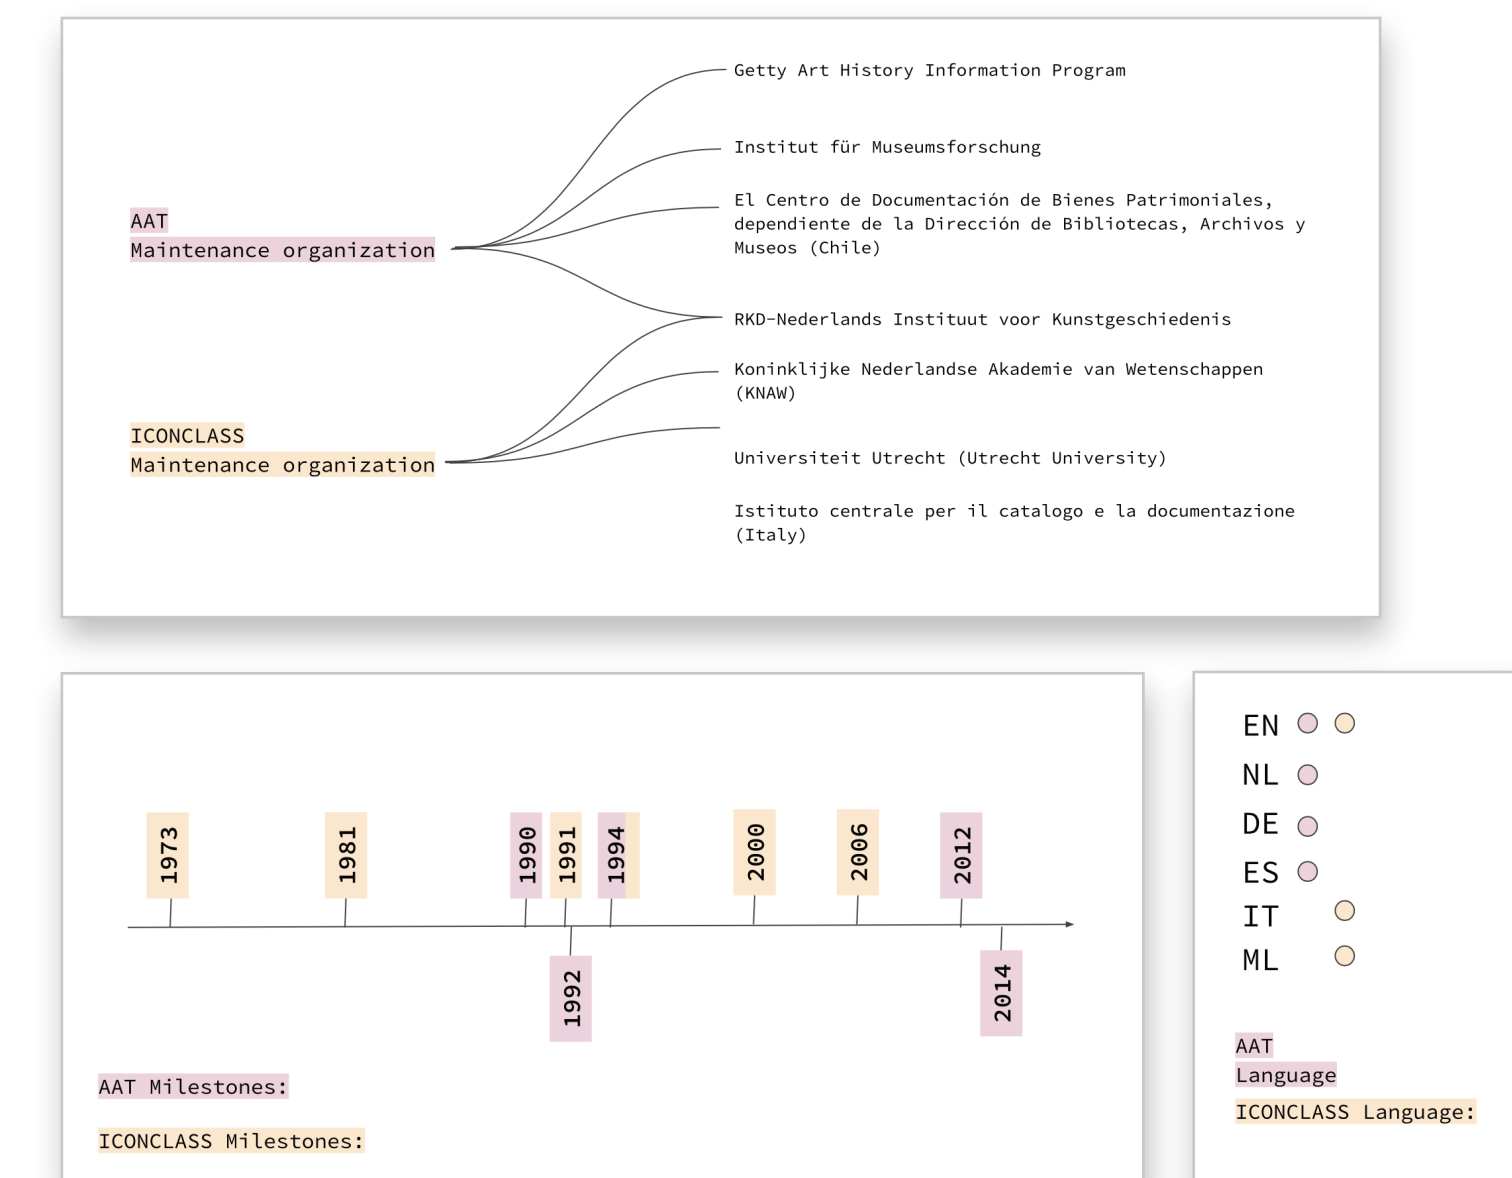 Getty Art History Information Program
Institut für Museumsforschung
El Centro de Documentación de Bienes Patrimoniales,
dependiente de la Dirección de Bibliotecas, Archivos y
Museos (Chile)
AAT
Maintenance organization
RKD-Nederlands Instituut voor Kunstgeschiedenis
Koninklijke Nederlandse Akademie van Wetenschappen
(KNAW)
ICONCLASS
Maintenance organization
Universiteit Utrecht (Utrecht University)
Istituto centrale per il catalogo e la documentazione
(Italy)
1973
1981
1990
1991
1994
2000
2006
2012
1992
2014
AAT Milestones:
ICONCLASS Milestones:
EN
NL
DE
ES
IT
ML
AAT
Language
ICONCLASS Language: